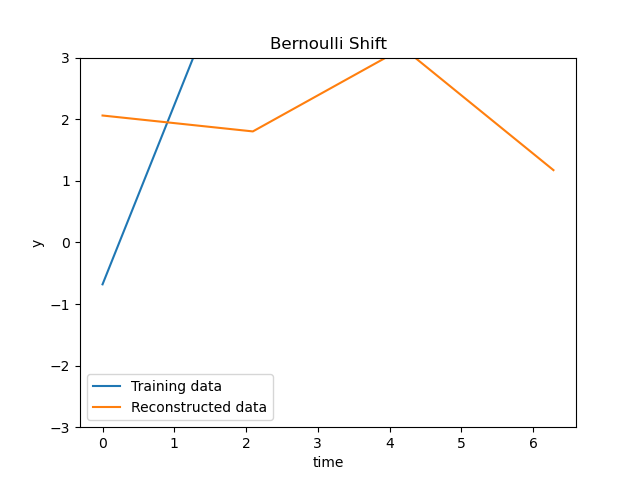 Bernoulli Shift
3
2
1
0
−1
−2
−3
y
Training data
Reconstructed data
0 1 2 3 4 5 6
time